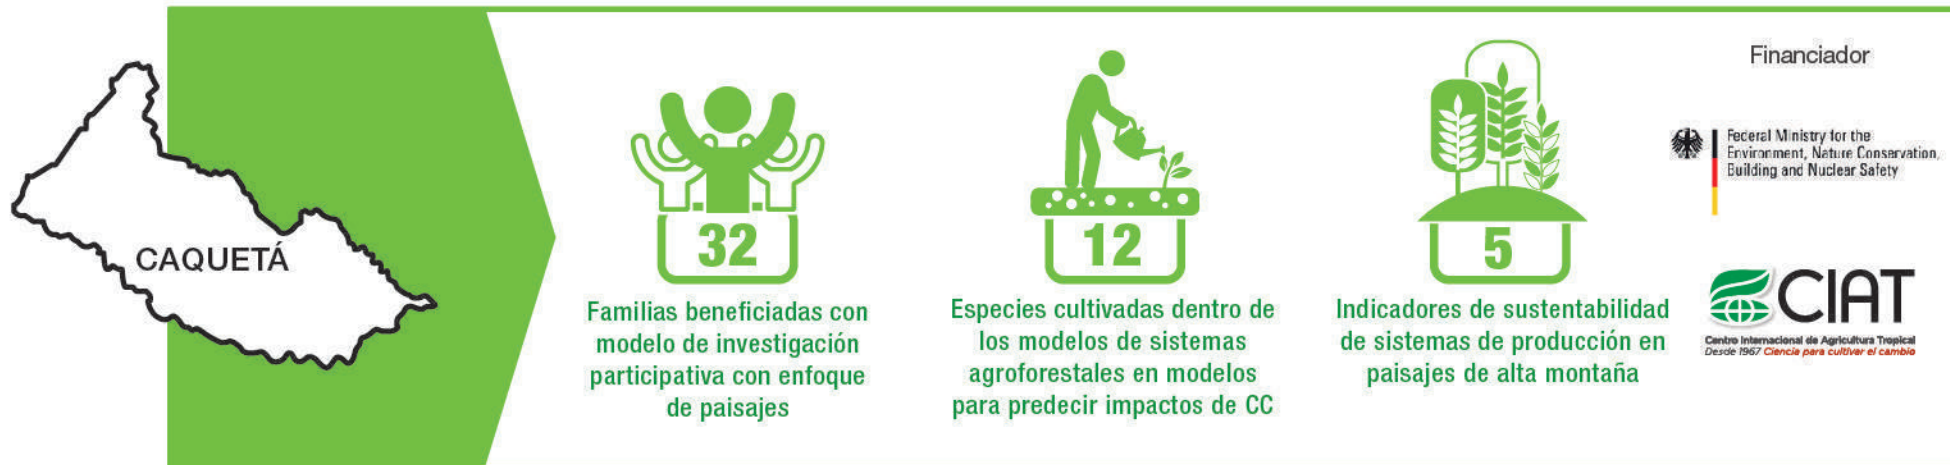 CAQUETÁ
32
Familias beneficiadas con
modelo de investigación
participativa con enfoque
de paisajes
12
Especies cultivadas dentro de
los modelos de sistemas
agroforestales en modelos
para predecir impactos de CC
5
Indicadores de sustentabilidad
de sistemas de producción en
paisajes de alta montaña
Financiador
Federal Ministry for the
Environment, Nature Conservation,
Building and Nuclear Safety
CIAT
Centro Internacional de Agricultura Tropical
Desde 1967 Ciencia para cultivar el cambio